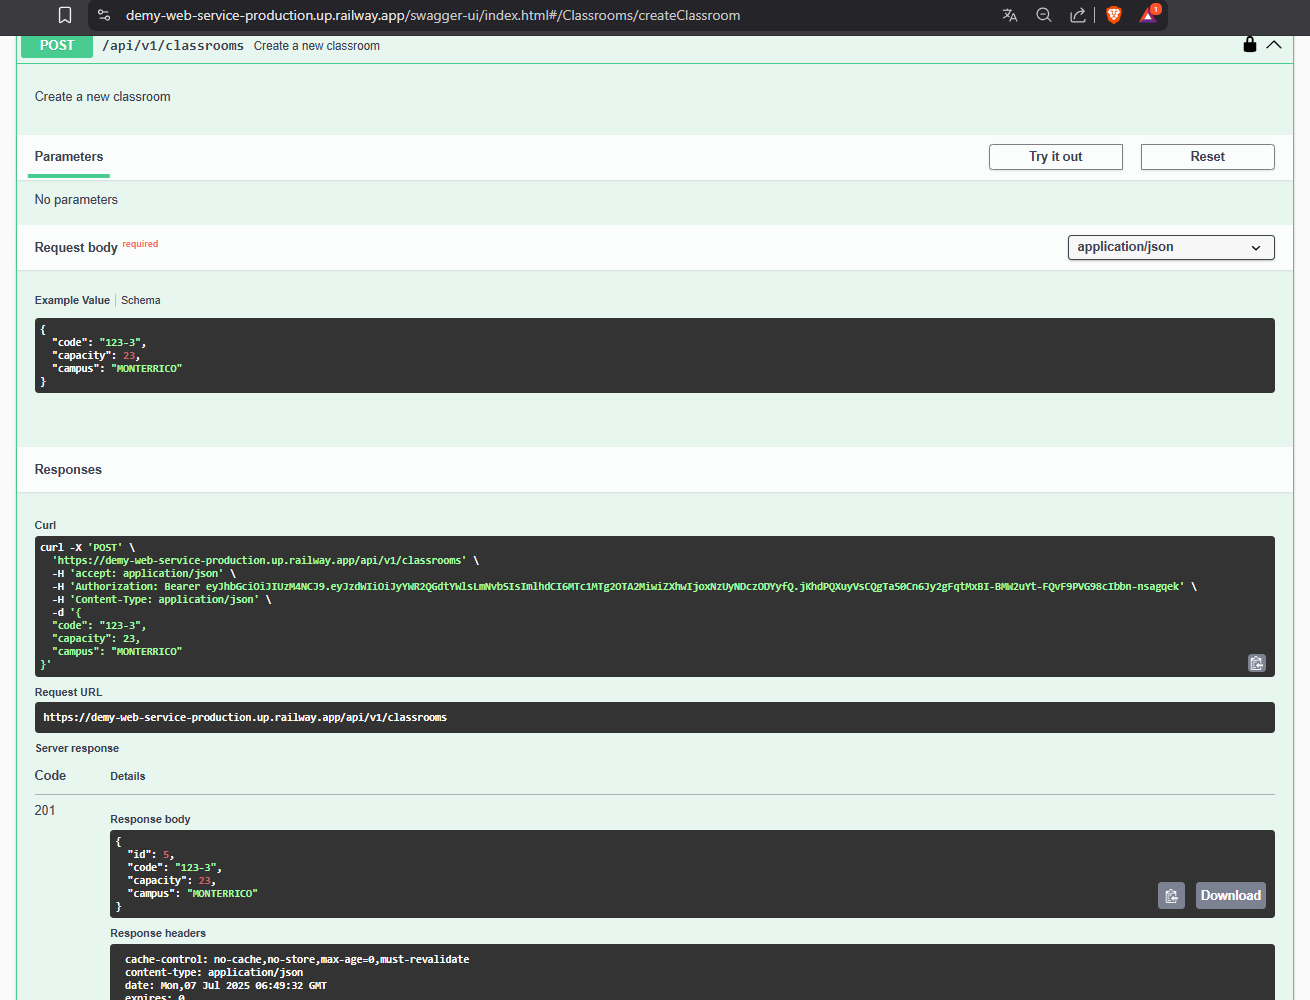 demy-web-service-production.up.railway.app/swagger-ui/index.html#/Classrooms/createClassroom
1
POST /api/v1/classrooms Create a new classroom
Create a new classroom
Parameters
Try it out
Reset
No parameters
Request body required
application/json
Example Value | Schema
{
  "code": "123-3",
  "capacity": 23,
  "campus": "MONTERRICO"
}
Responses
Curl
curl -X 'POST' \
  'https://demy-web-service-production.up.railway.app/api/v1/classrooms' \
  -H 'accept: application/json' \
  -H 'Authorization: Bearer \
  -H 'Content-Type: application/json' \
  -d '{
  "code": "123-3",
  "capacity": 23,
  "campus": "MONTERRICO"
}'
Request URL
https://demy-web-service-production.up.railway.app/api/v1/classrooms
Server response
Code Details
201
Response body
{
  "id": 5,
  "code": "123-3",
  "capacity": 23,
  "campus": "MONTERRICO"
}
Download
Response headers
cache-control: no-cache,no-store,max-age=0,must-revalidate
content-type: application/json
date: Mon,07 Jul 2025 06:49:32 GMT
expires: 0